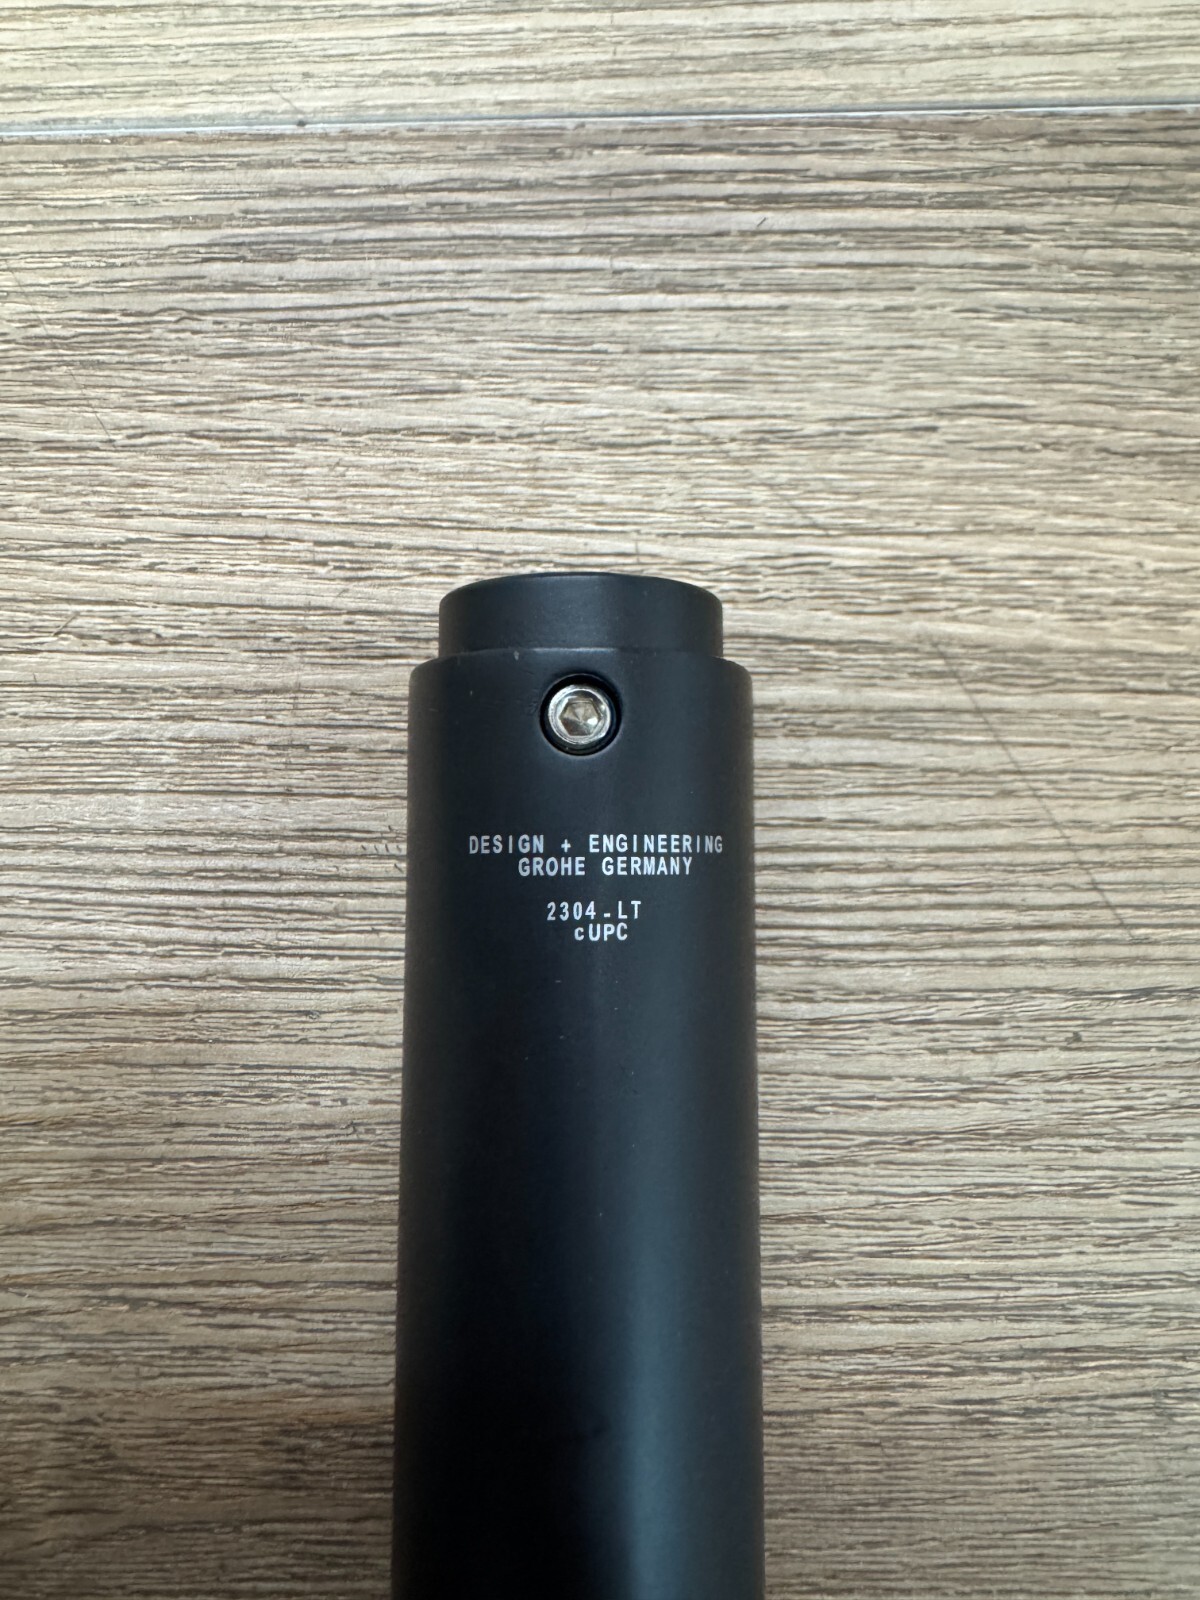 DESIGN + ENGINEERING
GROHE GERMANY
2304-LT
cUPC